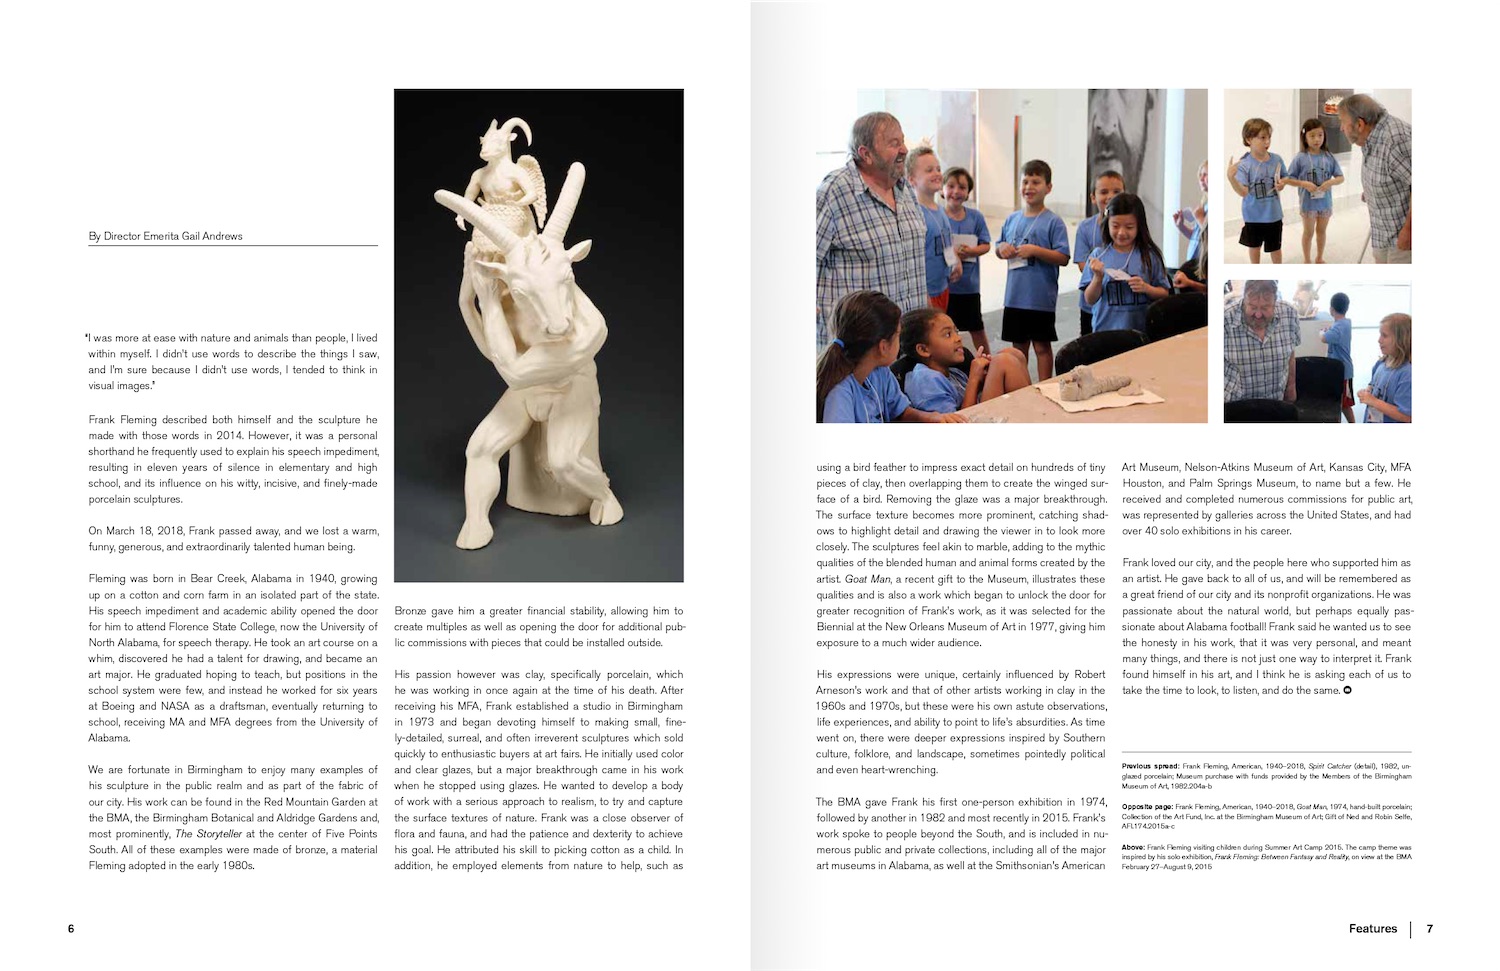 By Director Emerita Gail Andrews
"I was more at ease with nature and animals than people, I lived
within myself. I didn't use words to describe the things I saw,
and I'm sure because I didn't use words, I tended to think in
visual images."
Frank Fleming described both himself and the sculpture he
made with those words in 2014. However, it was a personal
shorthand he frequently used to explain his speech impediment,
resulting in eleven years of silence in elementary and high
school, and its influence on his witty, incisive, and finely-made
porcelain sculptures.
On March 18, 2018, Frank passed away, and we lost a warm,
funny, generous, and extraordinarily talented human being.
Fleming was born in Bear Creek, Alabama in 1940, growing
up on a cotton and corn farm in an isolated part of the state.
His speech impediment and academic ability opened the door
for him to attend Florence State College, now the University of
North Alabama, for speech therapy. He took an art course on a
whim, discovered he had a talent for drawing, and became an
art major. He graduated hoping to teach, but positions in the
school system were few, and instead he worked for six years
at Boeing and NASA as a draftsman, eventually returning to
school, receiving MA and MFA degrees from the University of
Alabama.
We are fortunate in Birmingham to enjoy many examples of
his sculpture in the public realm and as part of the fabric of
our city. His work can be found in the Red Mountain Garden at
the BMA, the Birmingham Botanical and Aldridge Gardens and,
most prominently, The Storyteller at the center of Five Points
South. All of these examples were made of bronze, a material
Fleming adopted in the early 1980s.
Bronze gave him a greater financial stability, allowing him to
create multiples as well as opening the door for additional pub-
lic commissions with pieces that could be installed outside.
His passion however was clay, specifically porcelain, which
he was working in once again at the time of his death. After
receiving his MFA, Frank established a studio in Birmingham
in 1973 and began devoting himself to making small, fine-
ly-detailed, surreal, and often irreverent sculptures which sold
quickly to enthusiastic buyers at art fairs. He initially used color
and clear glazes, but a major breakthrough came in his work
when he stopped using glazes. He wanted to develop a body
of work with a serious approach to realism, to try and capture
the surface textures of nature. Frank was a close observer of
flora and fauna, and had the patience and dexterity to achieve
his goal. He attributed his skill to picking cotton as a child. In
addition, he employed elements from nature to help, such as
6
using a bird feather to impress exact detail on hundreds of tiny
pieces of clay, then overlapping them to create the winged sur-
face of a bird. Removing the glaze was a major breakthrough.
The surface texture becomes more prominent, catching shad-
ows to highlight detail and drawing the viewer in to look more
closely. The sculptures feel akin to marble, adding to the mythic
qualities of the blended human and animal forms created by the
artist. Goat Man, a recent gift to the Museum, illustrates these
qualities and is also a work which began to unlock the door for
greater recognition of Frank's work, as it was selected for the
Biennial at the New Orleans Museum of Art in 1977, giving him
exposure to a much wider audience.
His expressions were unique, certainly influenced by Robert
Arneson's work and that of other artists working in clay in the
1960s and 1970s, but these were his own astute observations,
life experiences, and ability to point to life's absurdities. As time
went on, there were deeper expressions inspired by Southern
culture, folklore, and landscape, sometimes pointedly political
and even heart-wrenching.
The BMA gave Frank his first one-person exhibition in 1974,
followed by another in 1982 and most recently in 2015. Frank's
work spoke to people beyond the South, and is included in nu-
merous public and private collections, including all of the major
art museums in Alabama, as well at the Smithsonian's American
Art Museum, Nelson-Atkins Museum of Art, Kansas City, MFA
Houston, and Palm Springs Museum, to name but a few. He
received and completed numerous commissions for public art,
was represented by galleries across the United States, and had
over 40 solo exhibitions in his career.
Frank loved our city, and the people here who supported him as
an artist. He gave back to all of us, and will be remembered as
a great friend of our city and its nonprofit organizations. He was
passionate about the natural world, but perhaps equally pas-
sionate about Alabama football! Frank said he wanted us to see
the honesty in his work, that it was very personal, and meant
many things, and there is not just one way to interpret it. Frank
found himself in his art, and I think he is asking each of us to
take the time to look, to listen, and do the same.
Previous spread: Frank Fleming, American, 1940–2018, Spirit Catcher (detail), 1982, un-
glazed porcelain; Museum purchase with funds provided by the Members of the Birmingham
Museum of Art, 1982.204a-b
Opposite page: Frank Fleming, American, 1940–2018, Goat Man, 1974, hand-built porcelain;
Collection of the Art Fund, Inc. at the Birmingham Museum of Art; Gift of Ned and Robin Selfe,
AFI.174.2015a-c
Above: Frank Fleming visiting children during Summer Art Camp 2015. The camp theme was
inspired by his solo exhibition, Frank Fleming: Between Fantasy and Reality, on view at the BMA
February 27–August 9, 2015
Features | 7